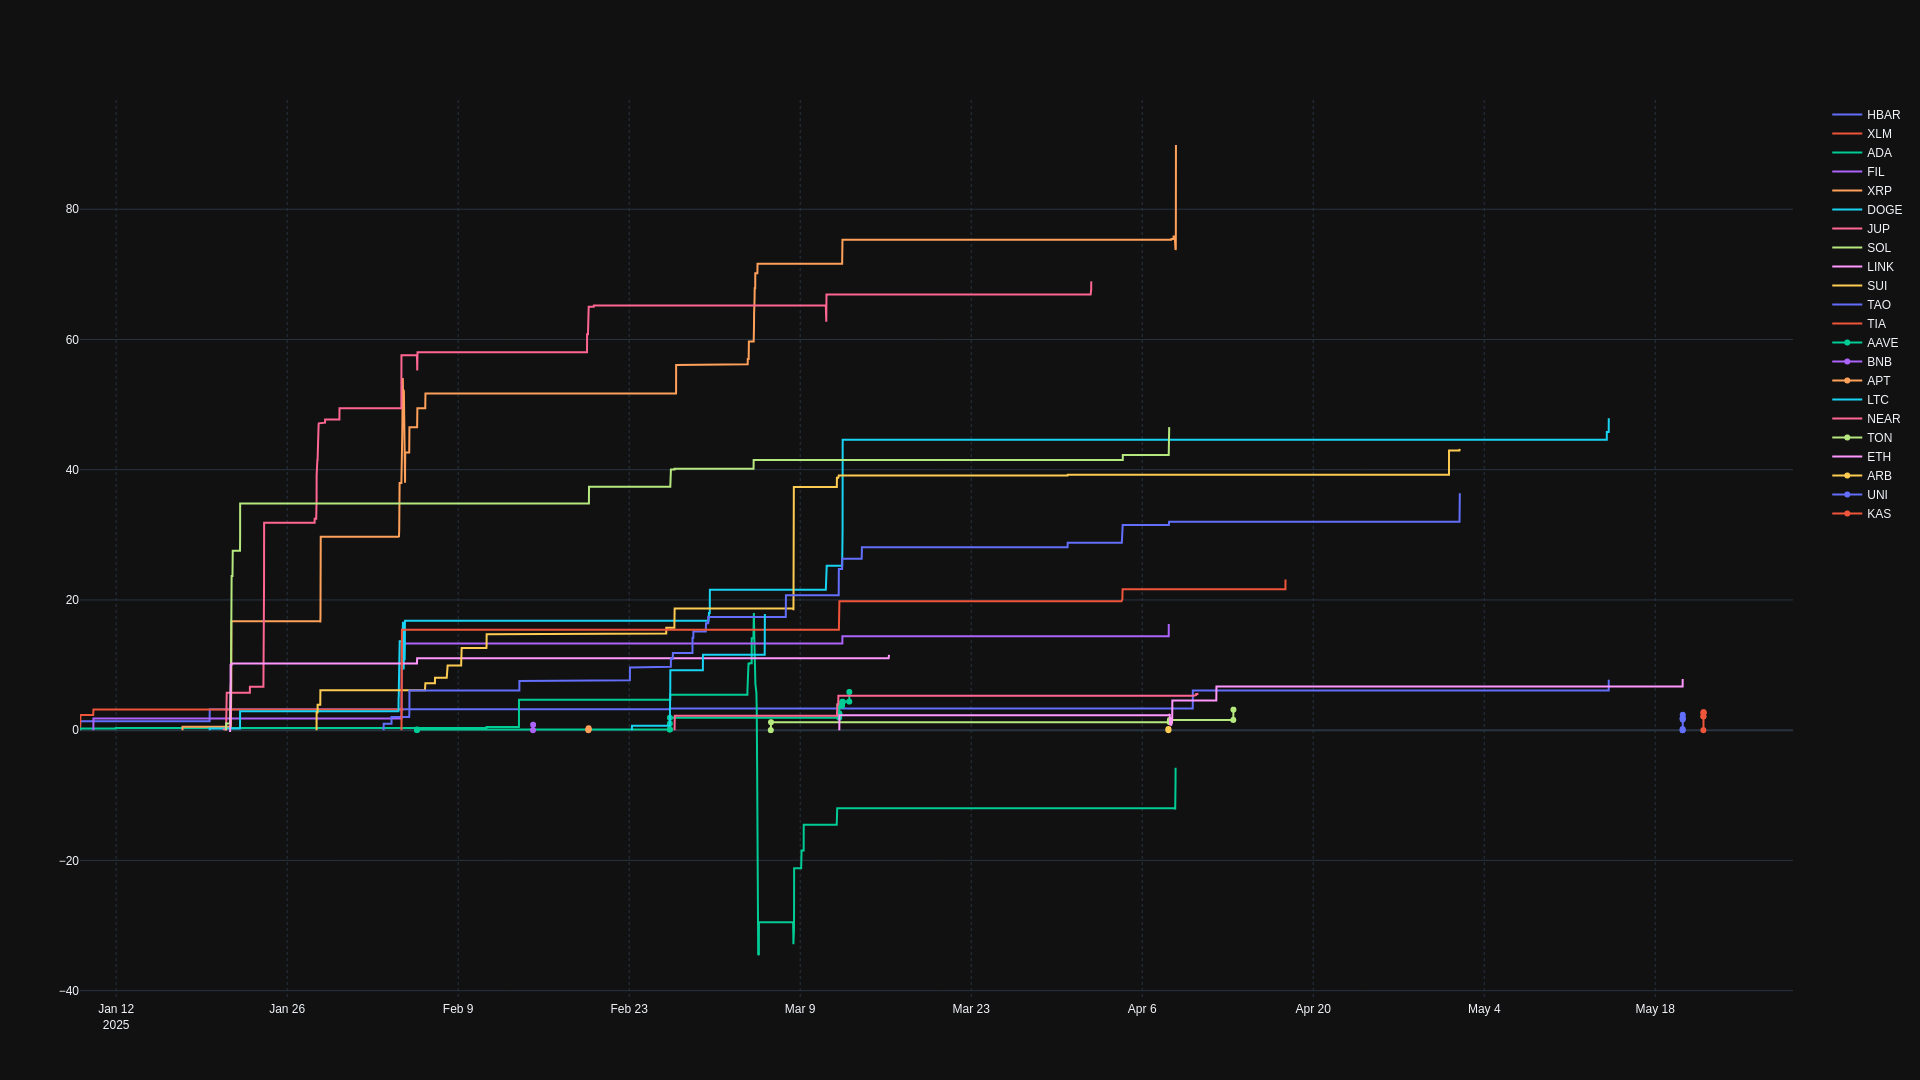 80
60
40
20
0
−20
−40
Jan 12
2025
Jan 26
Feb 9
Feb 23
Mar 9
Mar 23
Apr 6
Apr 20
May 4
May 18
HBAR
XLM
ADA
FIL
XRP
DOGE
JUP
SOL
LINK
SUI
TAO
TIA
AAVE
BNB
APT
LTC
NEAR
TON
ETH
ARB
UNI
KAS